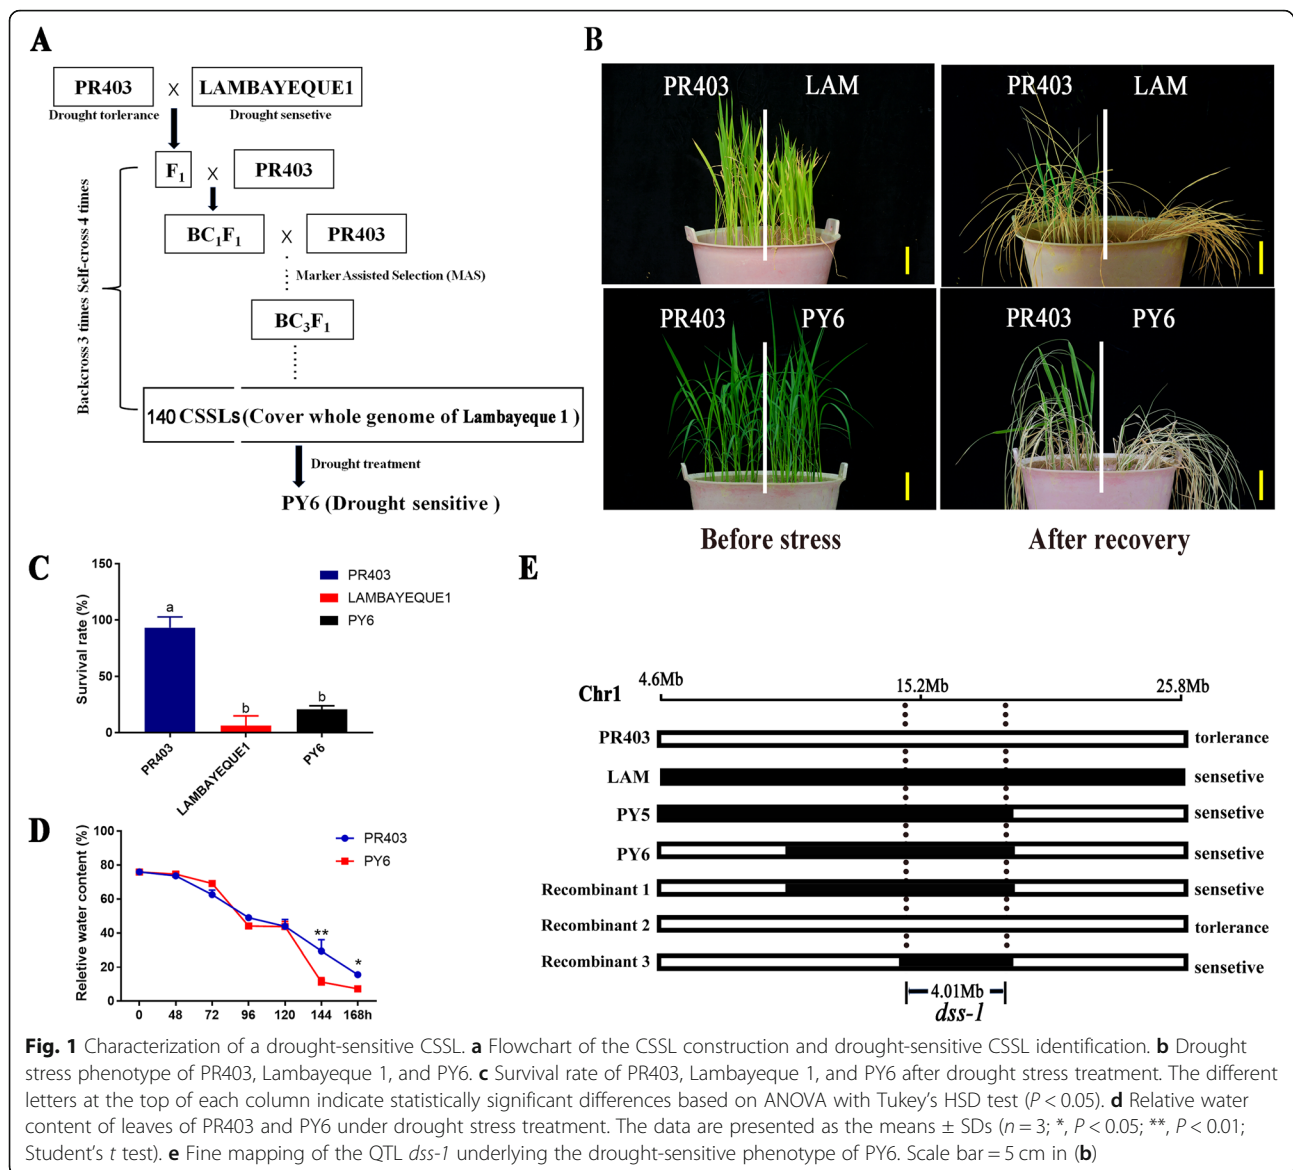 A
PR403 X LAMBAYEQUE1
Drought torlerance Drought sensetive
F1 X PR403
BC1F1 X PR403
Marker Assisted Selection (MAS)
BC3F1
Backcross 3 times Self-cross 4 times
140 CSSLs (Cover whole genome of Lambayeque 1 )
Drought treatment
PY6 (Drought sensitive )
B
PR403 LAM
PR403 LAM
PR403 PY6
PR403 PY6
Before stress
After recovery
C
Survival rate (%)
150
100
50
0
a
b
b
PR403
LAMBAYEQUE1
PY6
PR403
LAMBAYEQUE1
PY6
D
Reletive water content (%)
100
80
60
40
20
0
PR403
PY6
**
*
0 48 72 96 120 144 168h
E
Chr1
4.6Mb
15.2Mb
25.8Mb
PR403 torlerance
LAM sensetive
PY5 sensetive
PY6 sensetive
Recombinant 1 sensetive
Recombinant 2 torlerance
Recombinant 3 sensetive
4.01Mb
dss-1
Fig. 1 Characterization of a drought-sensitive CSSL. a Flowchart of the CSSL construction and drought-sensitive CSSL identification. b Drought
stress phenotype of PR403, Lambayeque 1, and PY6. c Survival rate of PR403, Lambayeque 1, and PY6 after drought stress treatment. The different
letters at the top of each column indicate statistically significant differences based on ANOVA with Tukey's HSD test (P < 0.05). d Relative water
content of leaves of PR403 and PY6 under drought stress treatment. The data are presented as the means ± SDs (n = 3; *, P < 0.05; **, P < 0.01;
Student's t test). e Fine mapping of the QTL dss-1 underlying the drought-sensitive phenotype of PY6. Scale bar = 5 cm in (b)